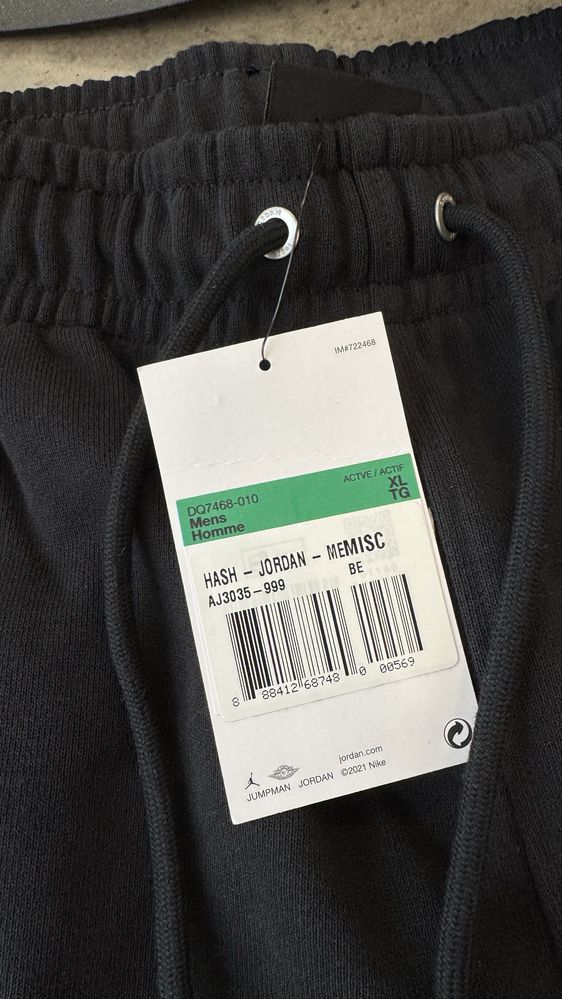 IM#722468
ACTVE / ACTIF
DQ7468-010
XL
Mens
TG
Homme
HASH - JORDAN - MEMISC
AJ3035-999
BE
8 88412 68748 0 00569
jordan.com
JUMPMAN JORDAN ©2021 Nike